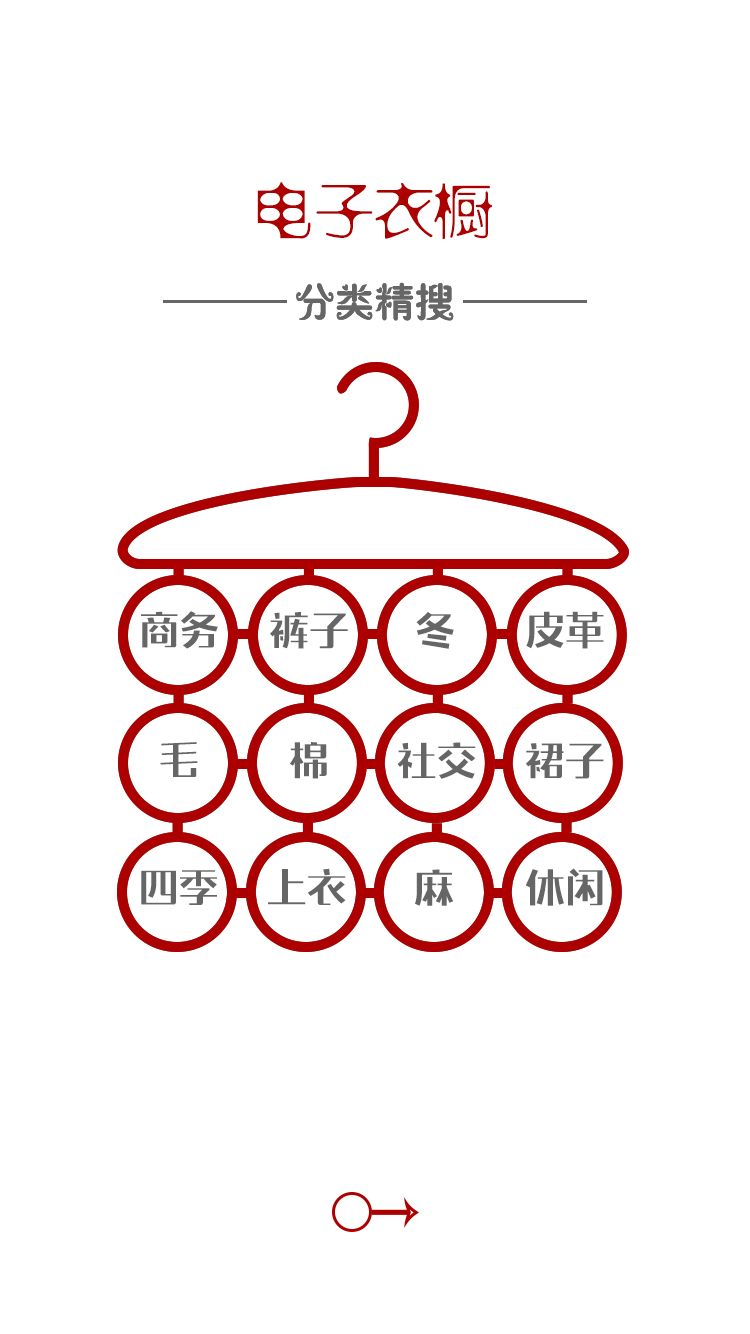 电子衣橱
分类精搜
商务 裤子 冬 皮革
毛 棉 社交 裙子
四季 上衣 麻 休闲